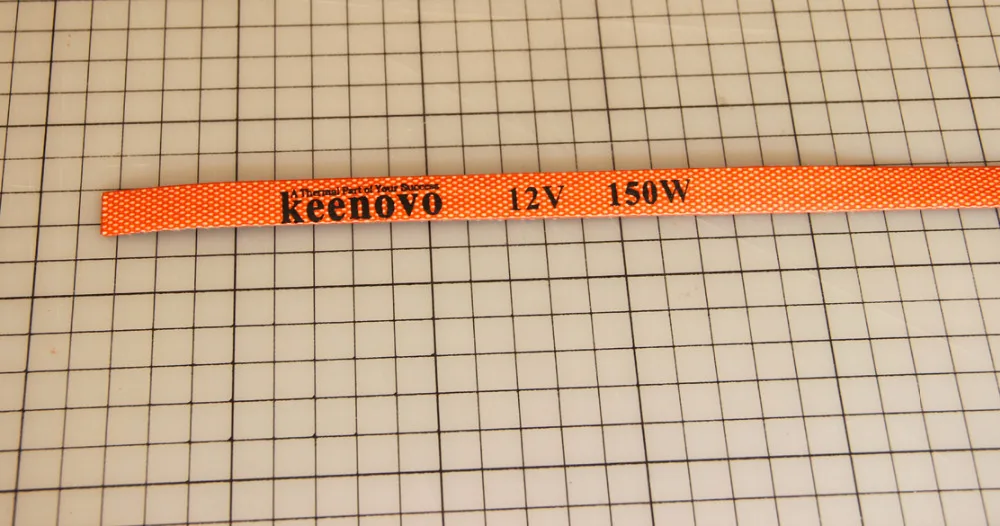 A Thermal Part of Your Success
keenovo 12V 150W